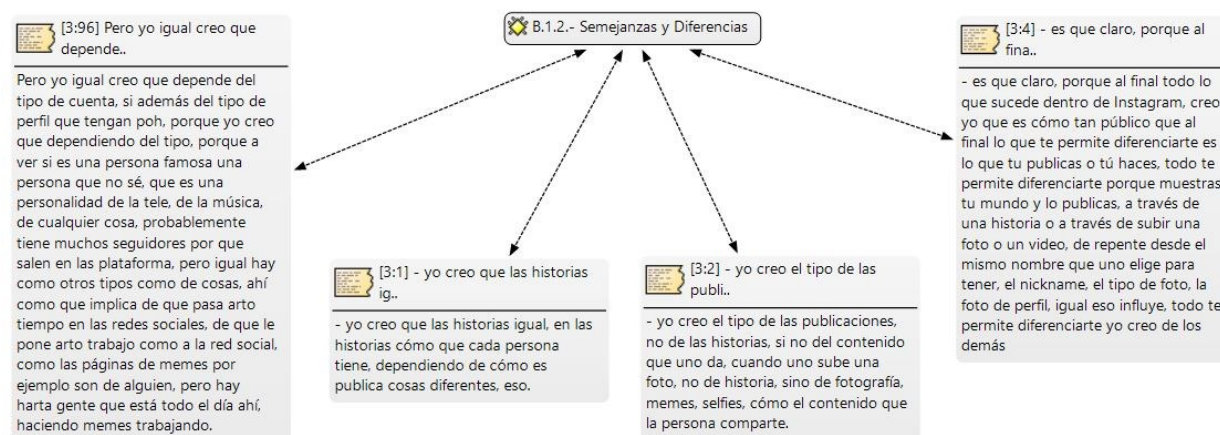 B.1.2.- Semejanzas y Diferencias
[3:96] Pero yo igual creo que
depende..
Pero yo igual creo que depende del
tipo de cuenta, si además del tipo de
perfil que tengan poh, porque yo creo
que dependiendo del tipo, porque a
ver si es una persona famosa una
persona que no sé, que es una
personalidad de la tele, de la música,
de cualquier cosa, probablemente
tiene muchos seguidores por que
salen en las plataforma, pero igual hay
como otros tipos como de cosas, ahí
como que implica de que pasa arto
tiempo en las redes sociales, de que le
pone arto trabajo como a la red social,
como las páginas de memes por
ejemplo son de alguien, pero hay
harta gente que está todo el día ahí,
haciendo memes trabajando.
[3:1] - yo creo que las historias
ig..
- yo creo que las historias igual, en las
historias cómo que cada persona
tiene, dependiendo de cómo es
publica cosas diferentes, eso.
[3:2] - yo creo el tipo de las
publi..
- yo creo el tipo de las publicaciones,
no de las historias, si no del contenido
que uno da, cuando uno sube una
foto, no de historia, sino de fotografía,
memes, selfies, cómo el contenido que
la persona comparte.
[3:4] - es que claro, porque al
fina..
- es que claro, porque al final todo lo
que sucede dentro de Instagram, creo
yo que es cómo tan público que al
final lo que te permite diferenciarte es
lo que tu publicas o tú haces, todo te
permite diferenciarte porque muestras
tu mundo y lo publicas, a través de
una historia o a través de subir una
foto o un video, de repente desde el
mismo nombre que uno elige para
tener, el nickname, el tipo de foto, la
foto de perfil, igual eso influye, todo te
permite diferenciarte yo creo de los
demás